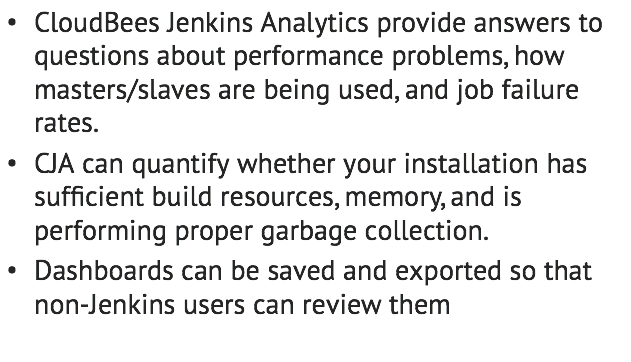 • CloudBees Jenkins Analytics provide answers to
questions about performance problems, how
masters/slaves are being used, and job failure
rates.
• CJA can quantify whether your installation has
sufficient build resources, memory, and is
performing proper garbage collection.
• Dashboards can be saved and exported so that
non-Jenkins users can review them